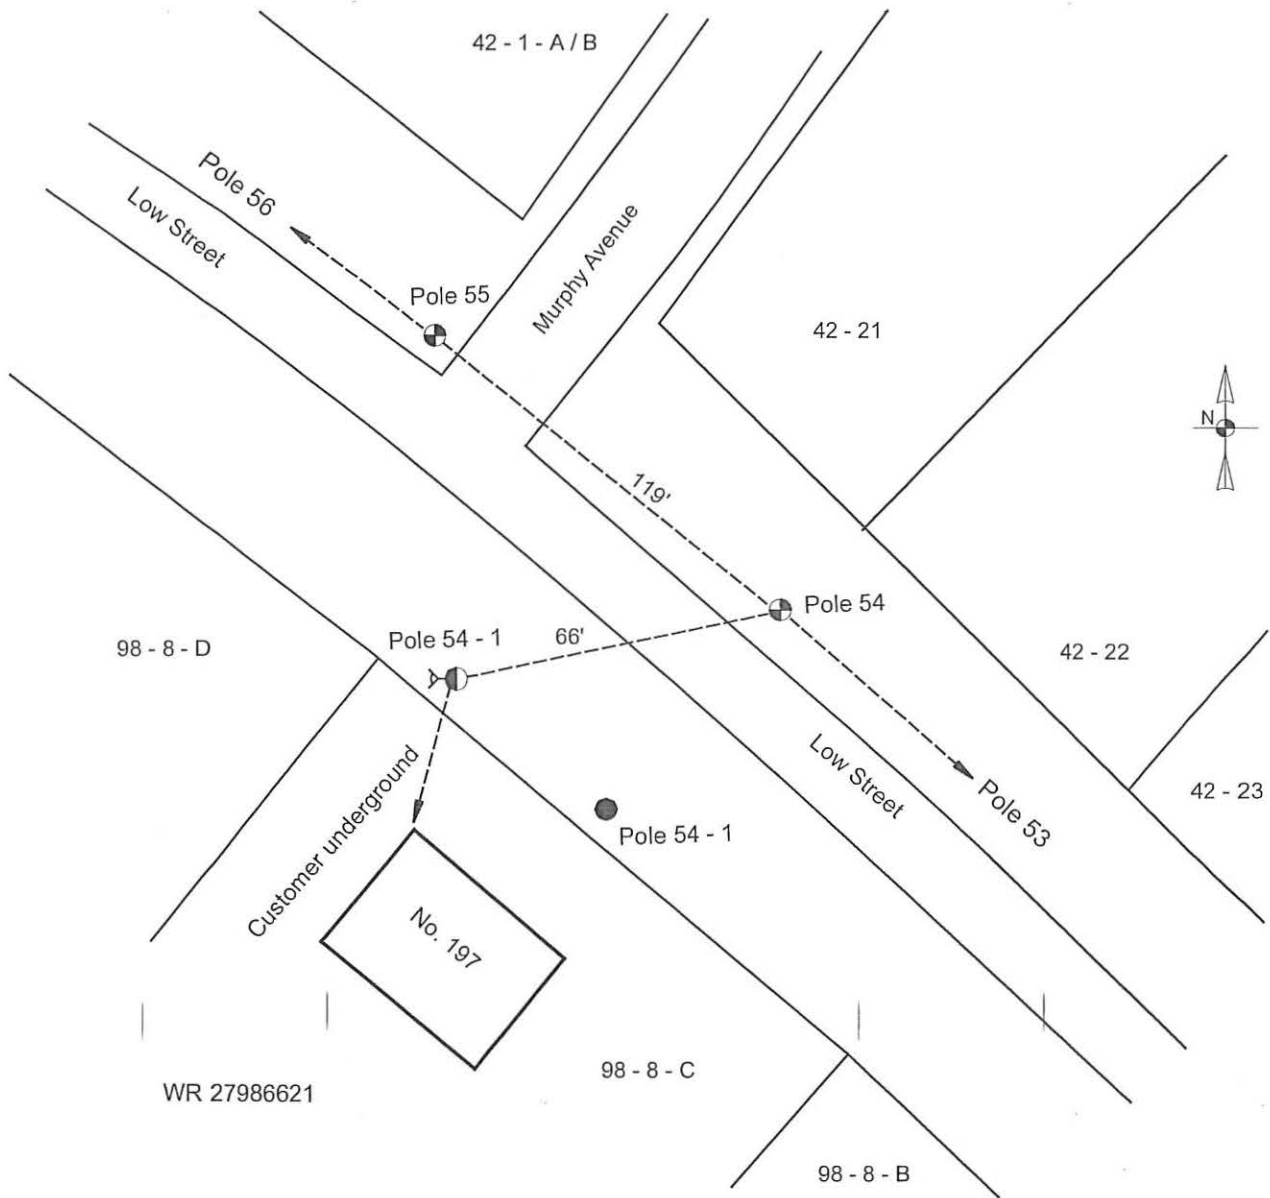 42 - 1 - A / B
Pole 56
Low Street
Pole 55
Murphy Avenue
42 - 21
N
119'
Pole 54
Pole 54 - 1
66'
98 - 8 - D
42 - 22
Low Street
Pole 53
42 - 23
Customer underground
Pole 54 - 1
No. 197
98 - 8 - C
WR 27986621
98 - 8 - B